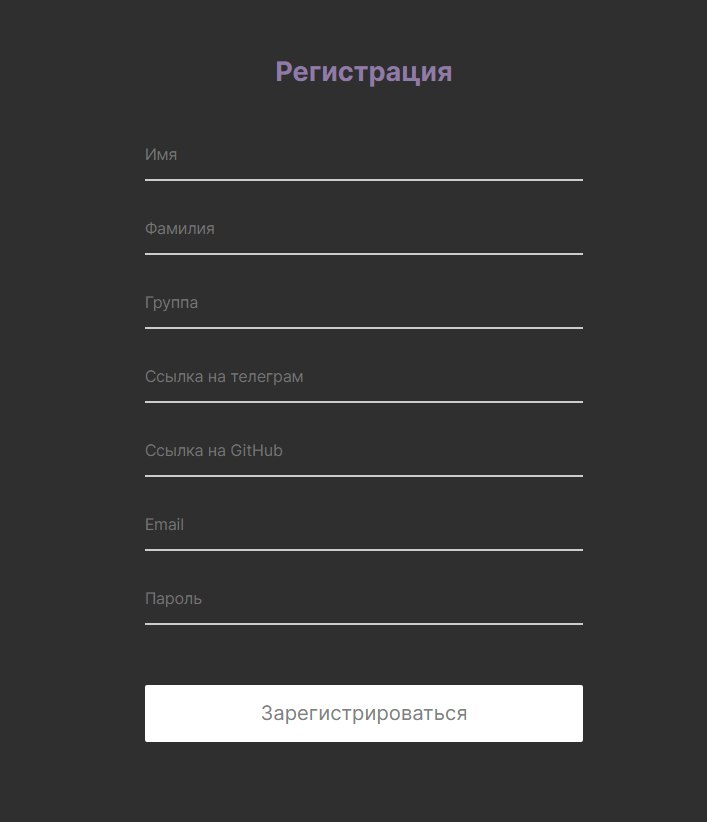 Регистрация
Имя
Фамилия
Группа
Ссылка на телеграм
Ссылка на GitHub
Email
Пароль
Зарегистрироваться